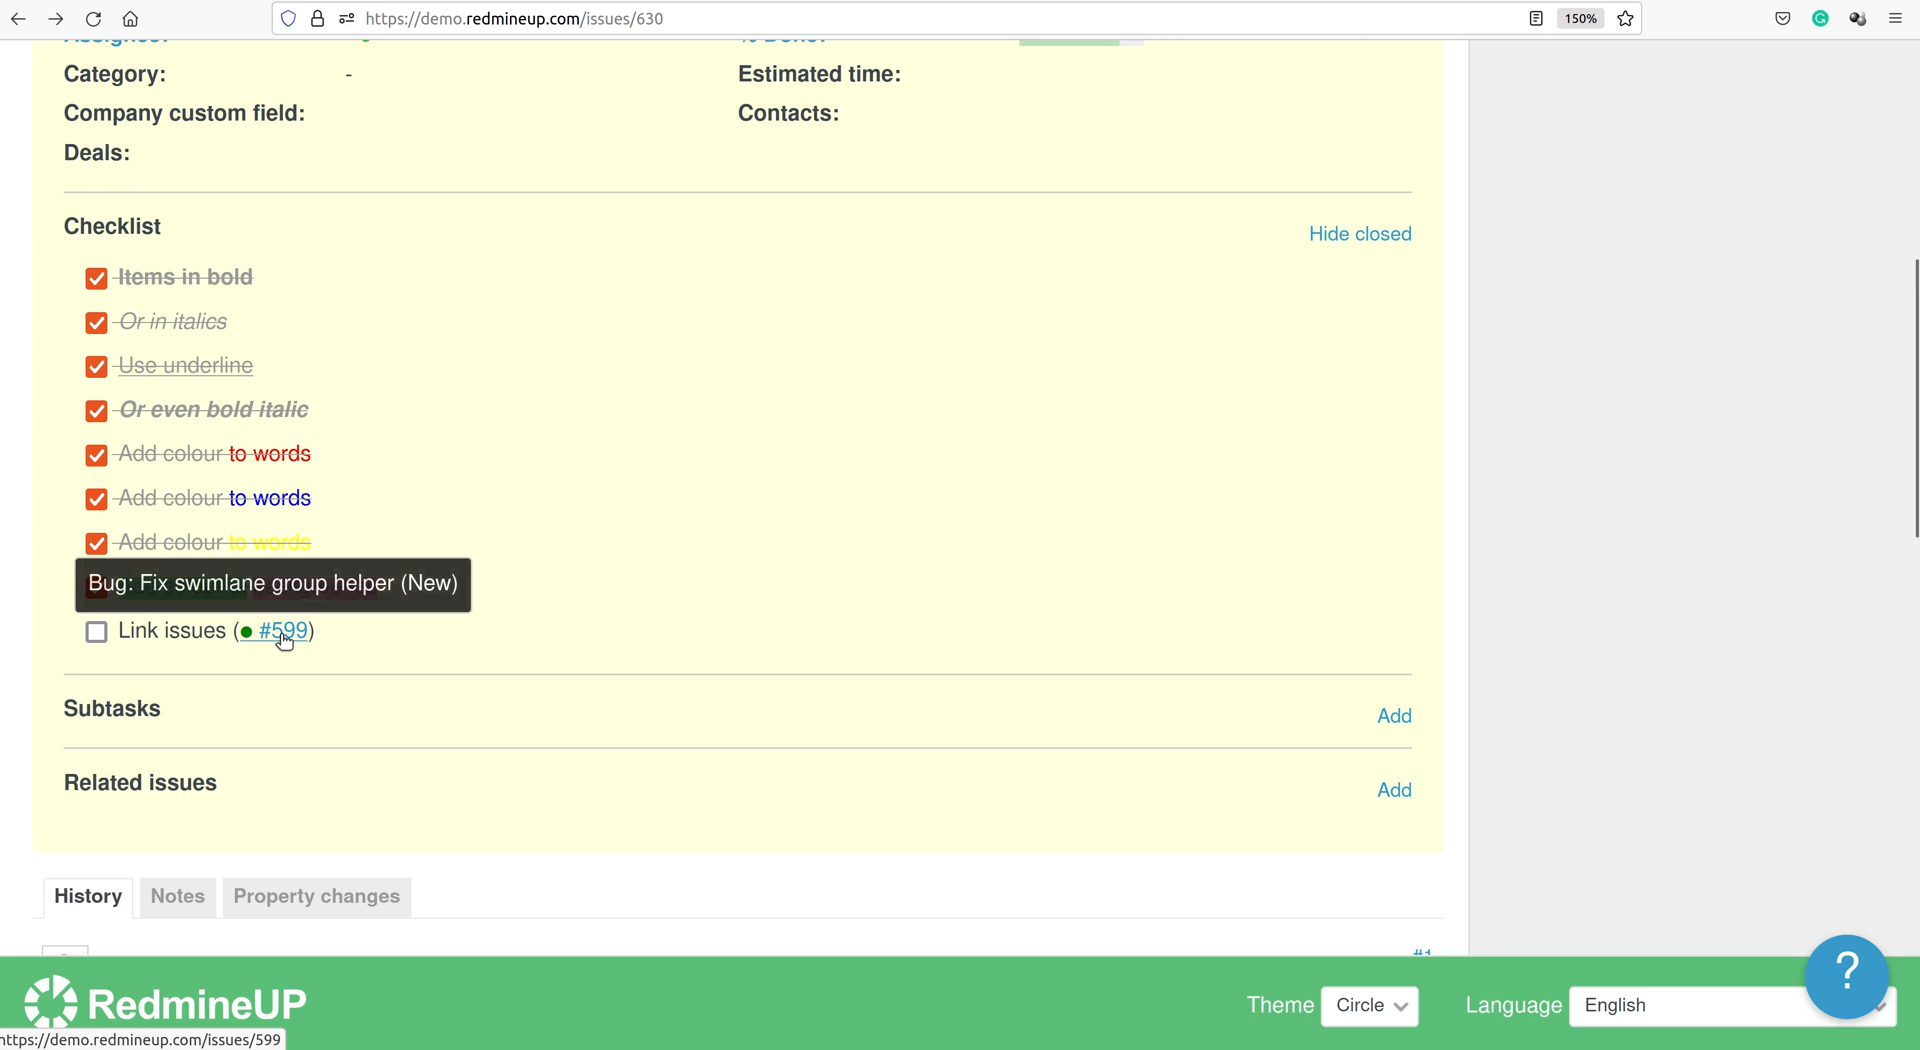 https://demo.redmineup.com/issues/630
150%
Category: -
Estimated time:
Company custom field:
Contacts:
Deals:
Checklist
Hide closed
Items in bold
Or in italics
Use underline
Or even bold italic
Add colour to words
Add colour to words
Add colour to words
Bug: Fix swimlane group helper (New)
Link issues (#599)
Subtasks
Add
Related issues
Add
History Notes Property changes
#1
RedmineUP
Theme Circle
Language English
?
https://demo.redmineup.com/issues/599